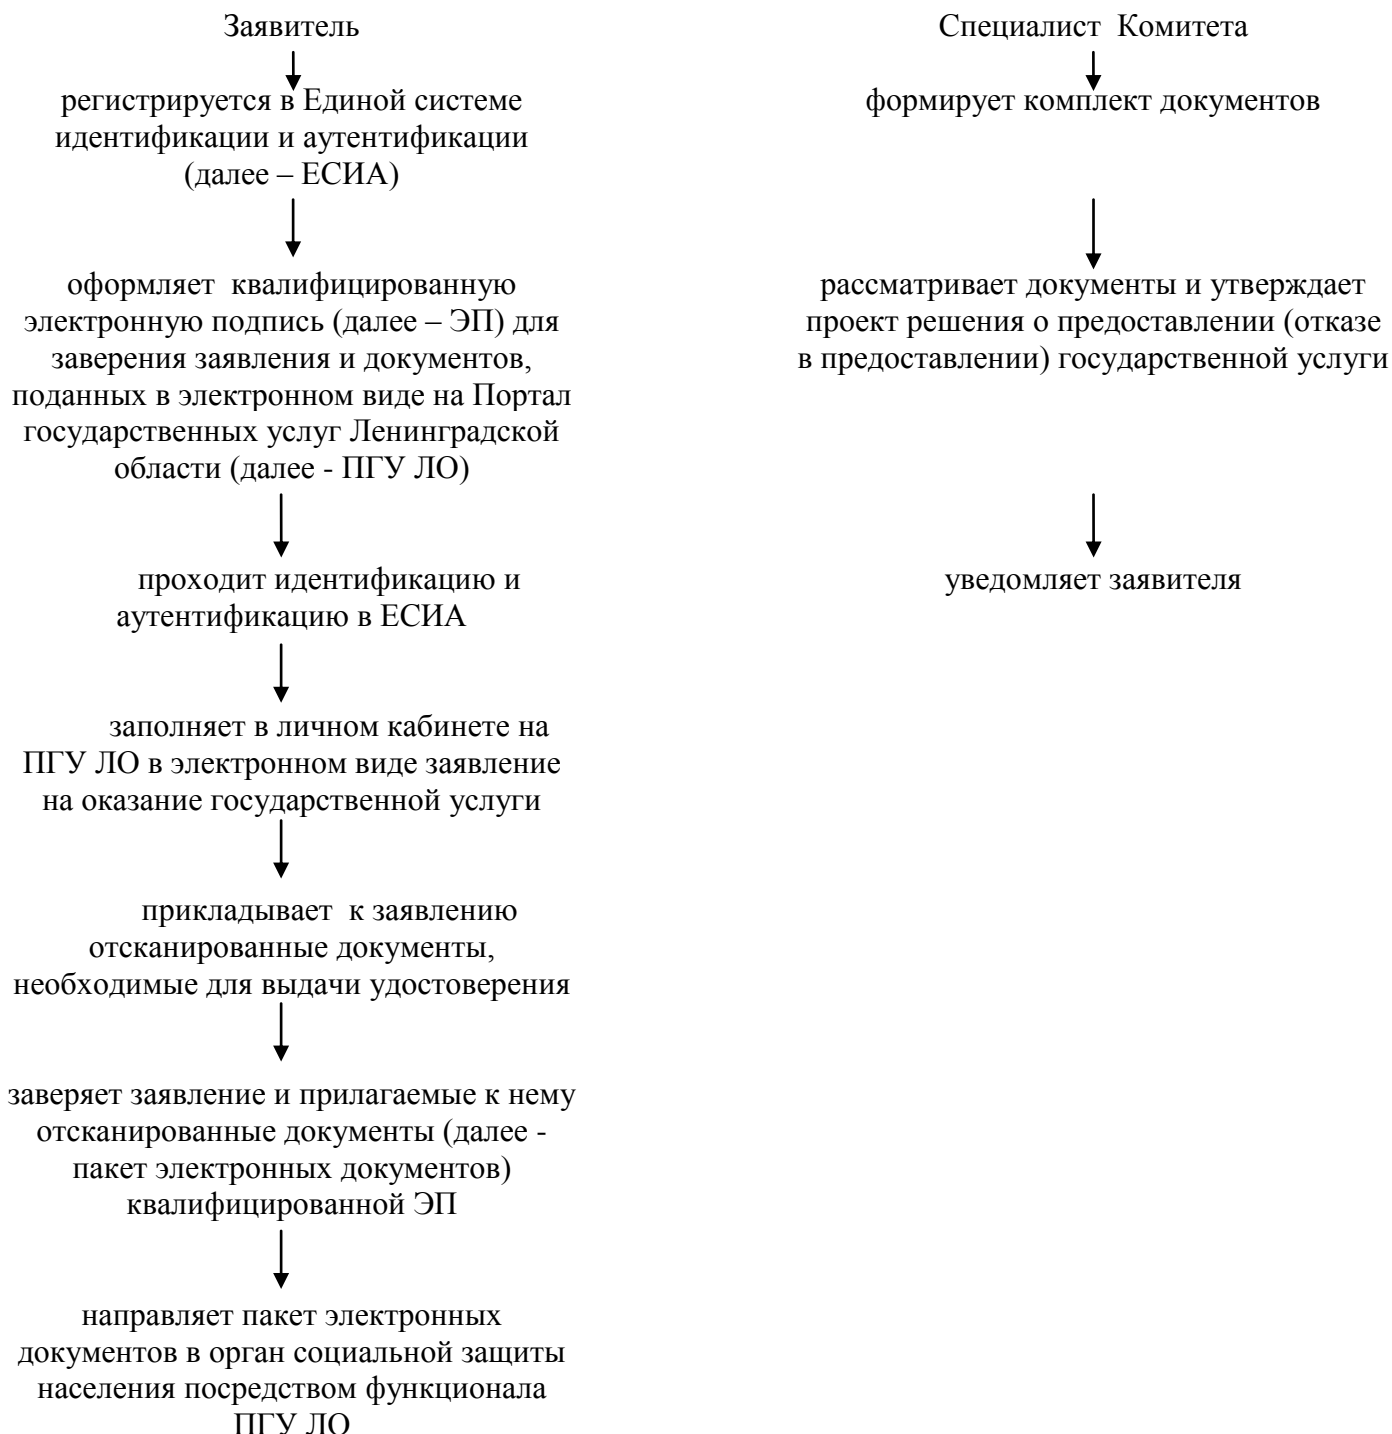 Заявитель
регистрируется в Единой системе
идентификации и аутентификации
(далее – ЕСИА)
оформляет квалифицированную
электронную подпись (далее – ЭП) для
заверения заявления и документов,
поданных в электронном виде на Портал
государственных услуг Ленинградской
области (далее - ПГУ ЛО)
проходит идентификацию и
аутентификацию в ЕСИА
заполняет в личном кабинете на
ПГУ ЛО в электронном виде заявление
на оказание государственной услуги
прикладывает к заявлению
отсканированные документы,
необходимые для выдачи удостоверения
заверяет заявление и прилагаемые к нему
отсканированные документы (далее -
пакет электронных документов)
квалифицированной ЭП
направляет пакет электронных
документов в орган социальной защиты
населения посредством функционала
ПГУ ЛО
Специалист Комитета
формирует комплект документов
рассматривает документы и утверждает
проект решения о предоставлении (отказе
в предоставлении) государственной услуги
уведомляет заявителя